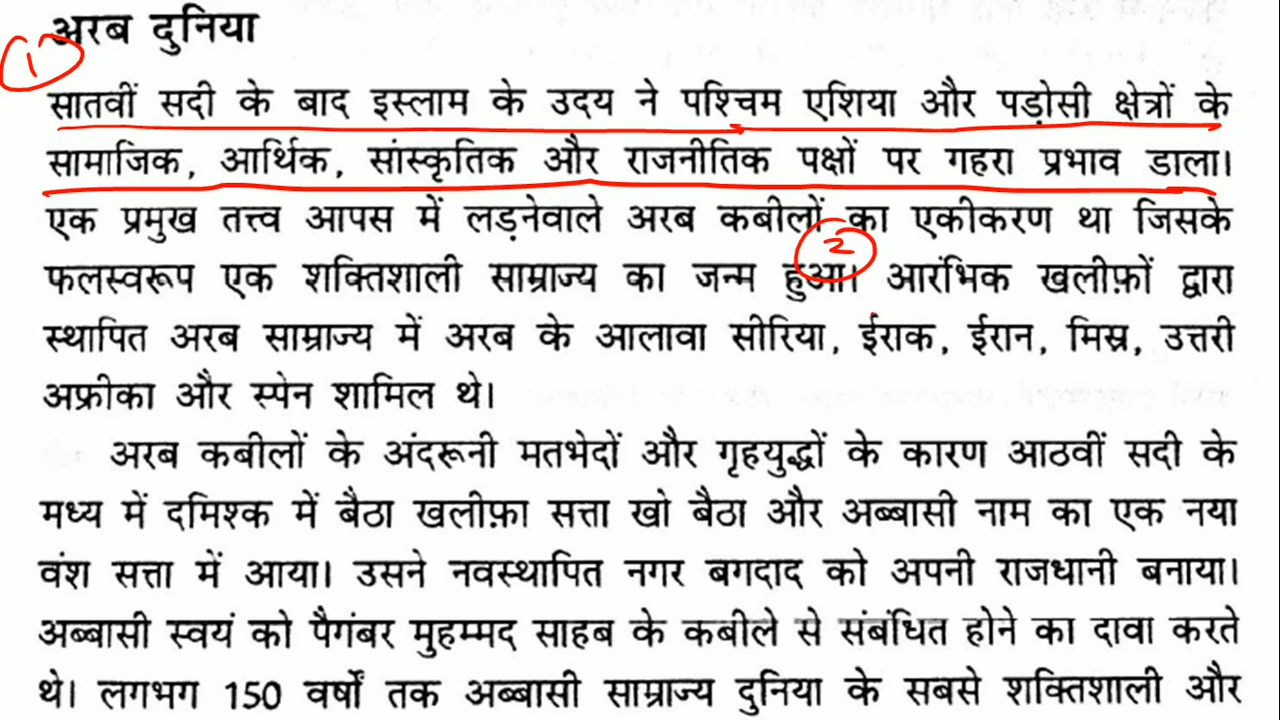 अरब दुनिया
1
सातवीं सदी के बाद इस्लाम के उदय ने पश्चिम एशिया और पड़ोसी क्षेत्रों के
सामाजिक, आर्थिक, सांस्कृतिक और राजनीतिक पक्षों पर गहरा प्रभाव डाला।
एक प्रमुख तत्त्व आपस में लड़नेवाले अरब कबीलों का एकीकरण था जिसके
2
फलस्वरूप एक शक्तिशाली साम्राज्य का जन्म हुआ। आरंभिक खलीफ़ों द्वारा
स्थापित अरब साम्राज्य में अरब के आलावा सीरिया, ईराक, ईरान, मिस्र, उत्तरी
अफ्रीका और स्पेन शामिल थे।
अरब कबीलों के अंदरूनी मतभेदों और गृहयुद्धों के कारण आठवीं सदी के
मध्य में दमिश्क में बैठा खलीफ़ा सत्ता खो बैठा और अब्बासी नाम का एक नया
वंश सत्ता में आया। उसने नवस्थापित नगर बगदाद को अपनी राजधानी बनाया।
अब्बासी स्वयं को पैगंबर मुहम्मद साहब के कबीले से संबंधित होने का दावा करते
थे। लगभग 150 वर्षों तक अब्बासी साम्राज्य दुनिया के सबसे शक्तिशाली और